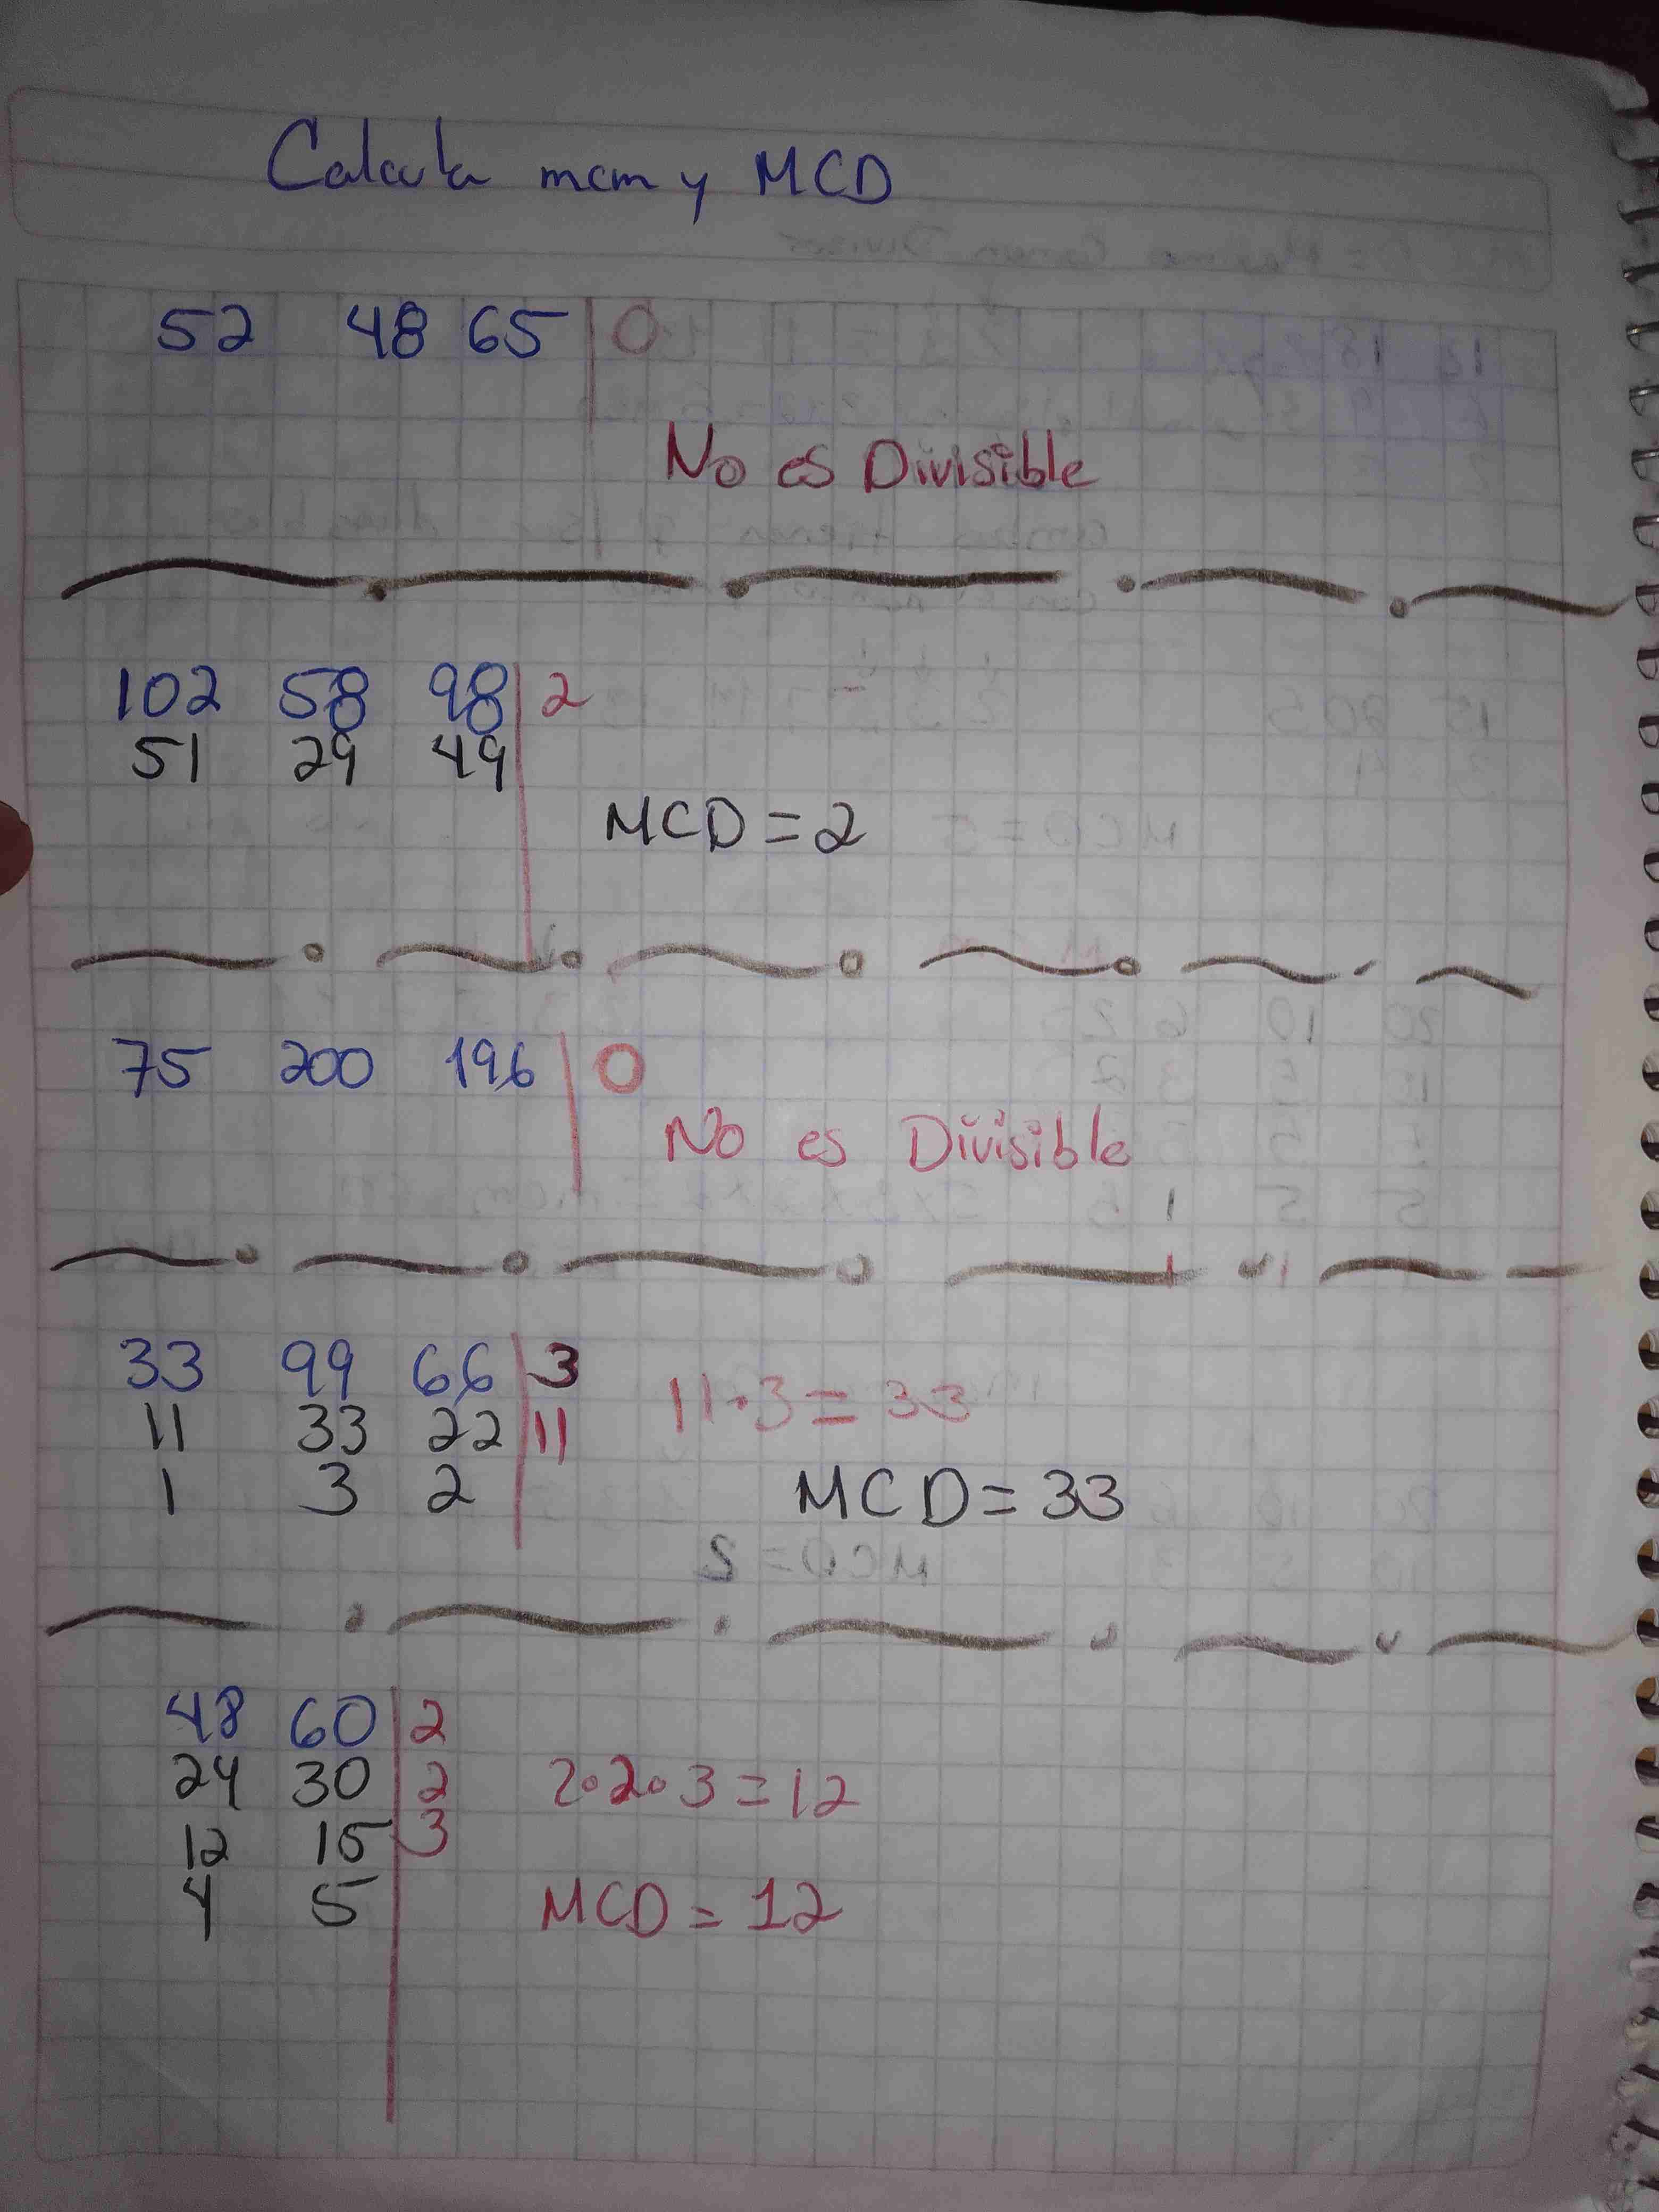 Calcula mcm y MCD
52 48 65 | 0
No es Divisible
102 58 98 | 2
51 29 49
MCD = 2
75 200 196 | 0
No es Divisible
33 99 66 | 3
11 33 22 | 11
11·3 = 33
1 3 2
MCD = 33
48 60 | 2
24 30 | 2
2·2·3 = 12
12 15 | 3
4 5
MCD = 12